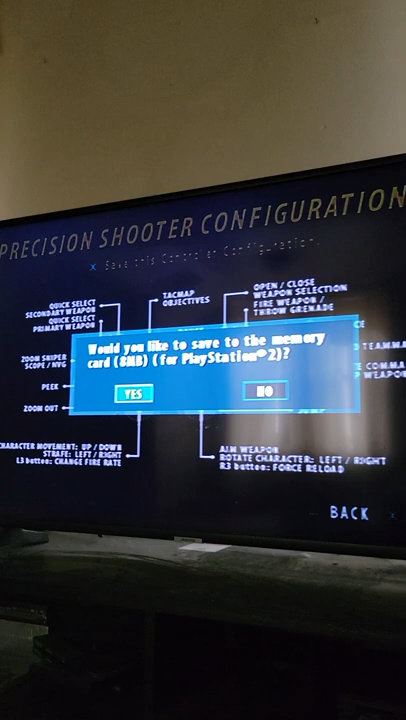 PRECISION SHOOTER CONFIGURATION
Save this Controller Configuration.
QUICK SELECT
SECONDARY WEAPON
QUICK SELECT
PRIMARY WEAPON
TACMAP
OBJECTIVES
OPEN / CLOSE
WEAPON SELECTION
FIRE WEAPON /
THROW GRENADE
Would you like to save to the memory
card (8MB) (for PlayStation®2)?
YES
NO
ZOOM SNIPER
SCOPE / NVG
PEEK
ZOOM OUT
CHARACTER MOVEMENT: UP / DOWN
STRAFE: LEFT / RIGHT
L3 button: CHANGE FIRE RATE
AIM WEAPON
ROTATE CHARACTER: LEFT / RIGHT
R3 button: FORCE RELOAD
BACK